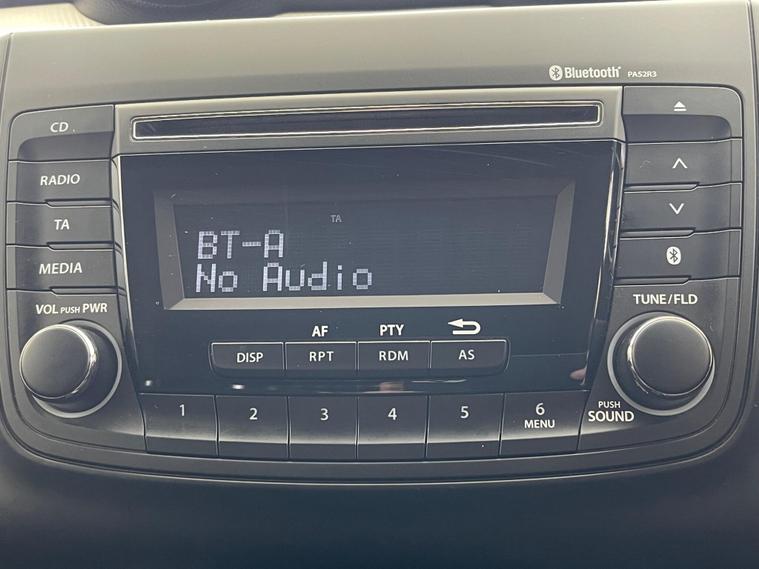 Bluetooth® PA52R3
CD
RADIO
TA
MEDIA
VOL PUSH PWR
TA
BT-A
No Audio
AF PTY
DISP RPT RDM AS
1 2 3 4 5 6
MENU
TUNE/FLD
PUSH
SOUND